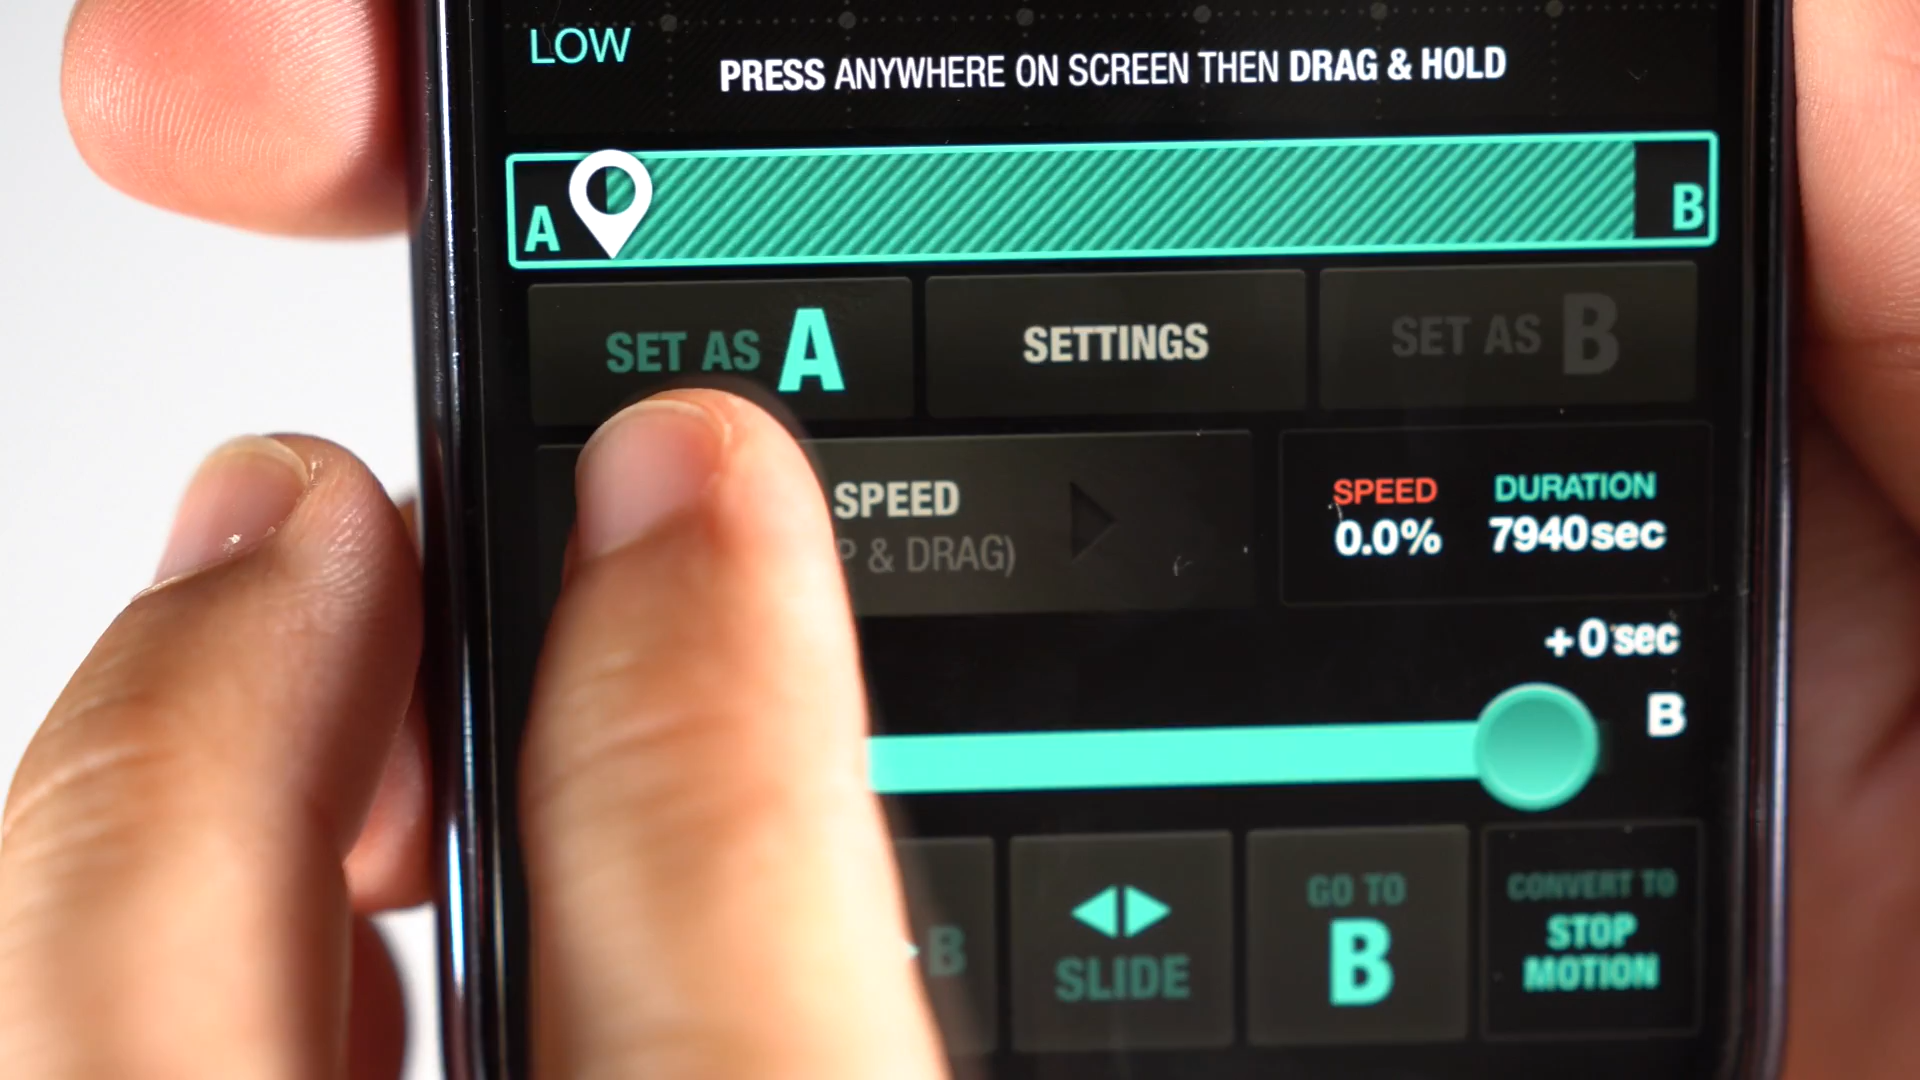 LOW
PRESS ANYWHERE ON SCREEN THEN DRAG & HOLD
A
B
SET AS A
SETTINGS
SET AS B
SPEED
& DRAG)
SPEED
0.0%
DURATION
7940sec
+0sec
B
B
SLIDE
GO TO
B
CONVERT TO
STOP
MOTION